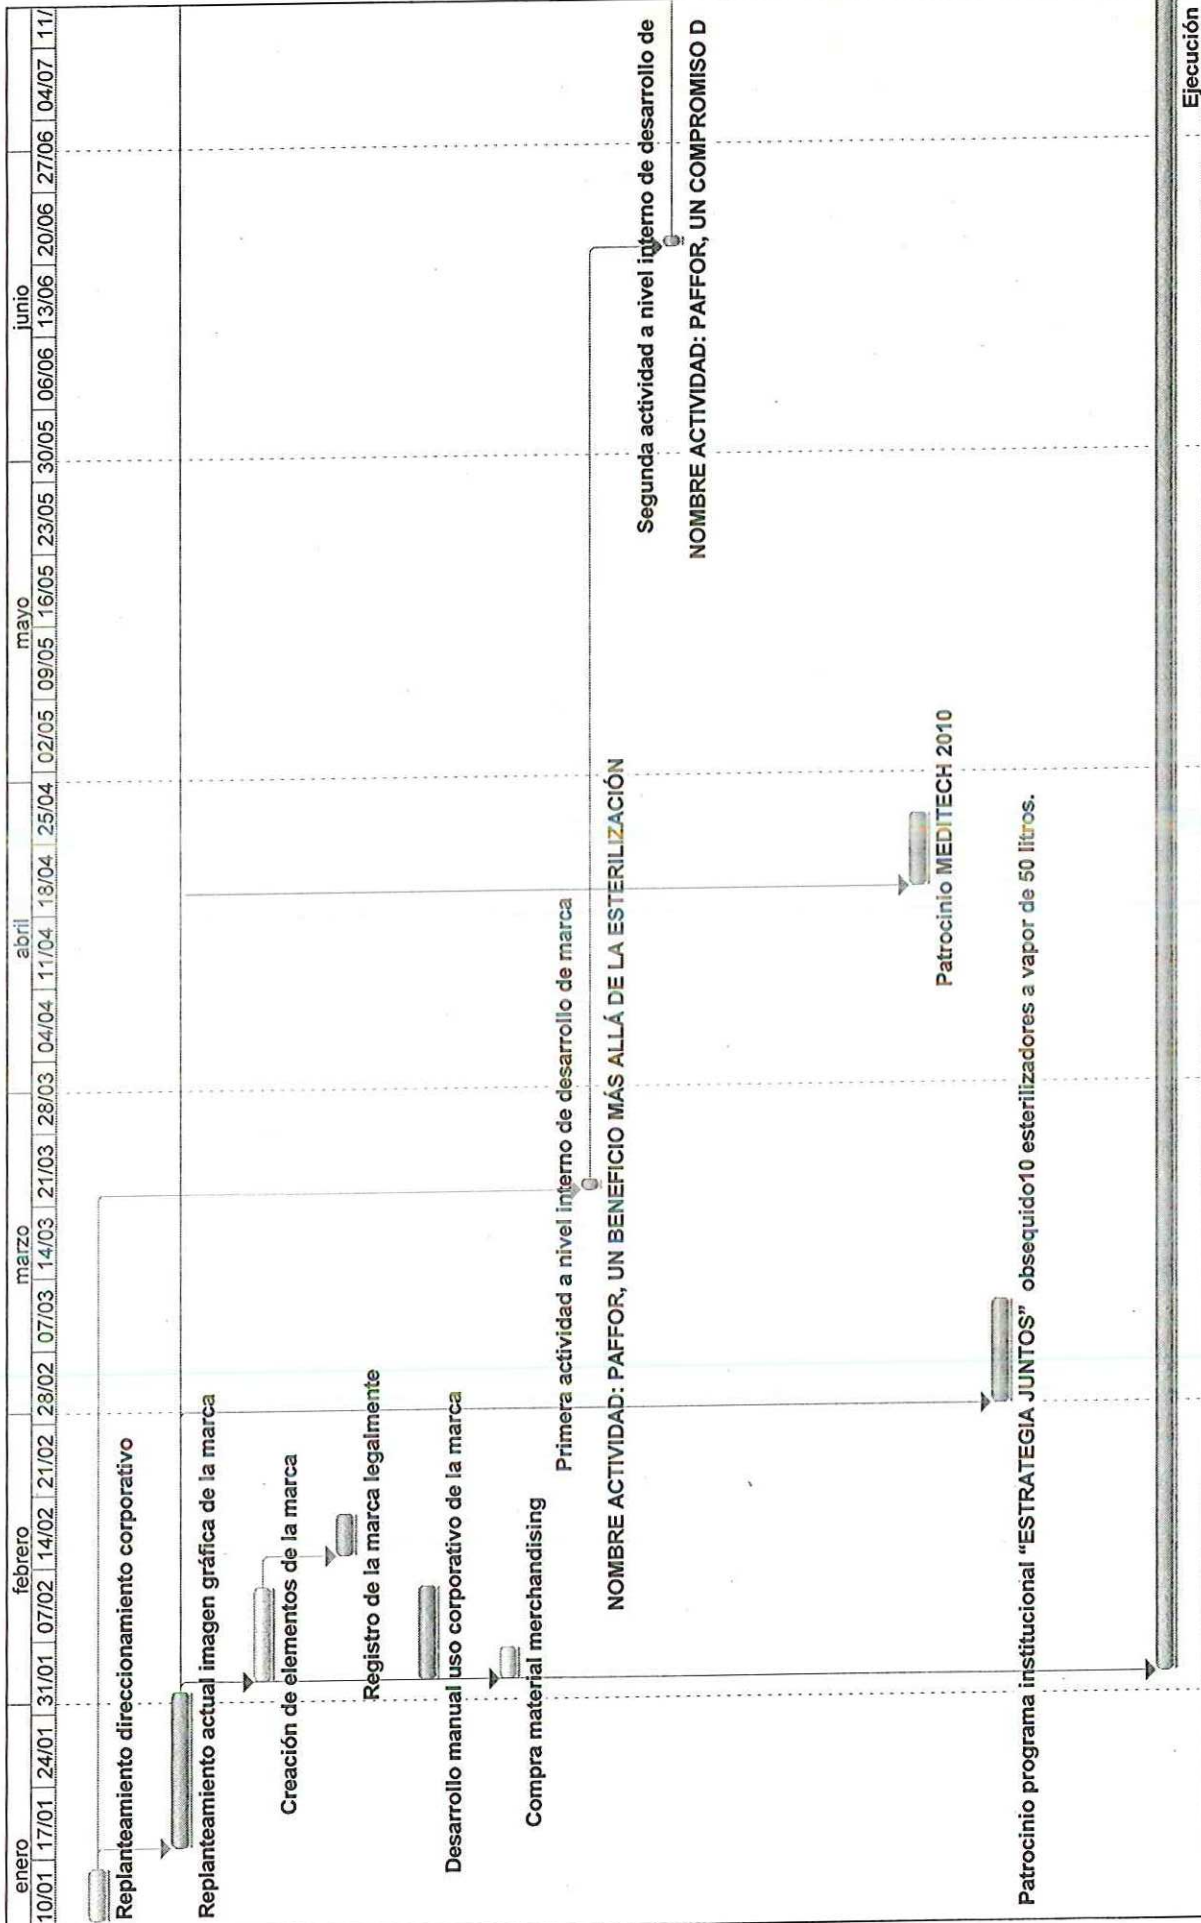 enero febrero marzo abril mayo junio
10/01 17/01 24/01 31/01 07/02 14/02 21/02 28/02 07/03 14/03 21/03 28/03 04/04 11/04 18/04 25/04 02/05 09/05 16/05 23/05 30/05 06/06 13/06 20/06 27/06 04/07 11/
Replanteamiento direccionamiento corporativo
Replanteamiento actual imagen gráfica de la marca
Creación de elementos de la marca
Registro de la marca legalmente
Desarrollo manual uso corporativo de la marca
Compra material merchandising
Primera actividad a nivel interno de desarrollo de marca
NOMBRE ACTIVIDAD: PAFFOR, UN BENEFICIO MÁS ALLÁ DE LA ESTERILIZACIÓN
Segunda actividad a nivel interno de desarrollo de
NOMBRE ACTIVIDAD: PAFFOR, UN COMPROMISO D
Patrocinio MEDITECH 2010
Patrocinio programa institucional “ESTRATEGIA JUNTOS” obsequido10 esterilizadores a vapor de 50 litros.
Ejecución